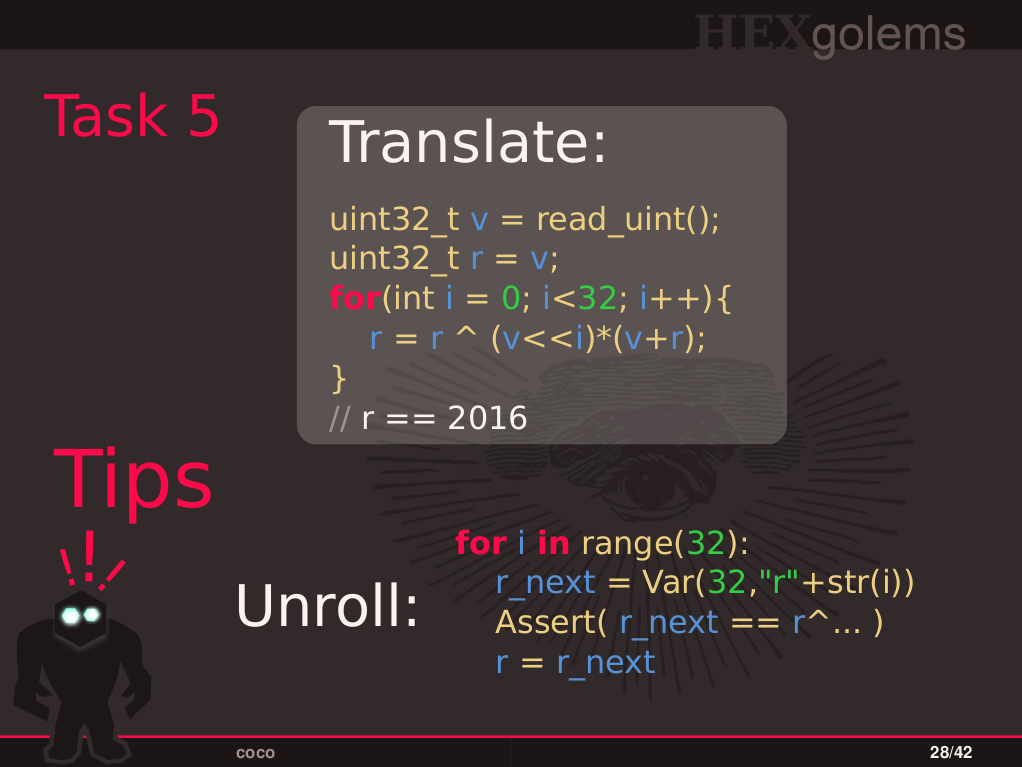 HEXgolems
Task 5
Translate:
uint32_t v = read_uint();
uint32_t r = v;
for(int i = 0; i<32; i++){
    r = r ^ (v<<i)*(v+r);
}
// r == 2016
Tips
!
Unroll:
for i in range(32):
    r_next = Var(32,"r"+str(i))
    Assert( r_next == r^... )
    r = r_next
coco
28/42